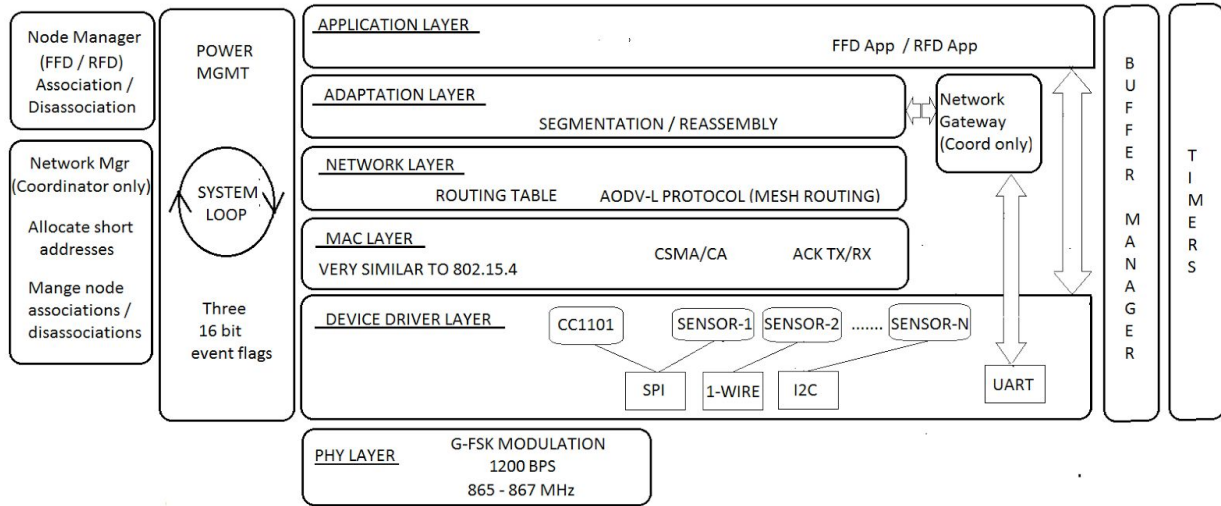 Node Manager
(FFD / RFD)
Association /
Disassociation
Network Mgr
(Coordinator only)
Allocate short
addresses
Mange node
associations /
disassociations
POWER
MGMT
SYSTEM
LOOP
Three
16 bit
event flags
APPLICATION LAYER
FFD App / RFD App
ADAPTATION LAYER
SEGMENTATION / REASSEMBLY
Network
Gateway
(Coord only)
NETWORK LAYER
ROUTING TABLE AODV-L PROTOCOL (MESH ROUTING)
MAC LAYER
CSMA/CA ACK TX/RX
VERY SIMILAR TO 802.15.4
DEVICE DRIVER LAYER
CC1101 SENSOR-1 SENSOR-2 ....... SENSOR-N
SPI 1-WIRE I2C UART
PHY LAYER
G-FSK MODULATION
1200 BPS
865 - 867 MHz
BUFFER MANAGER
TIMERS